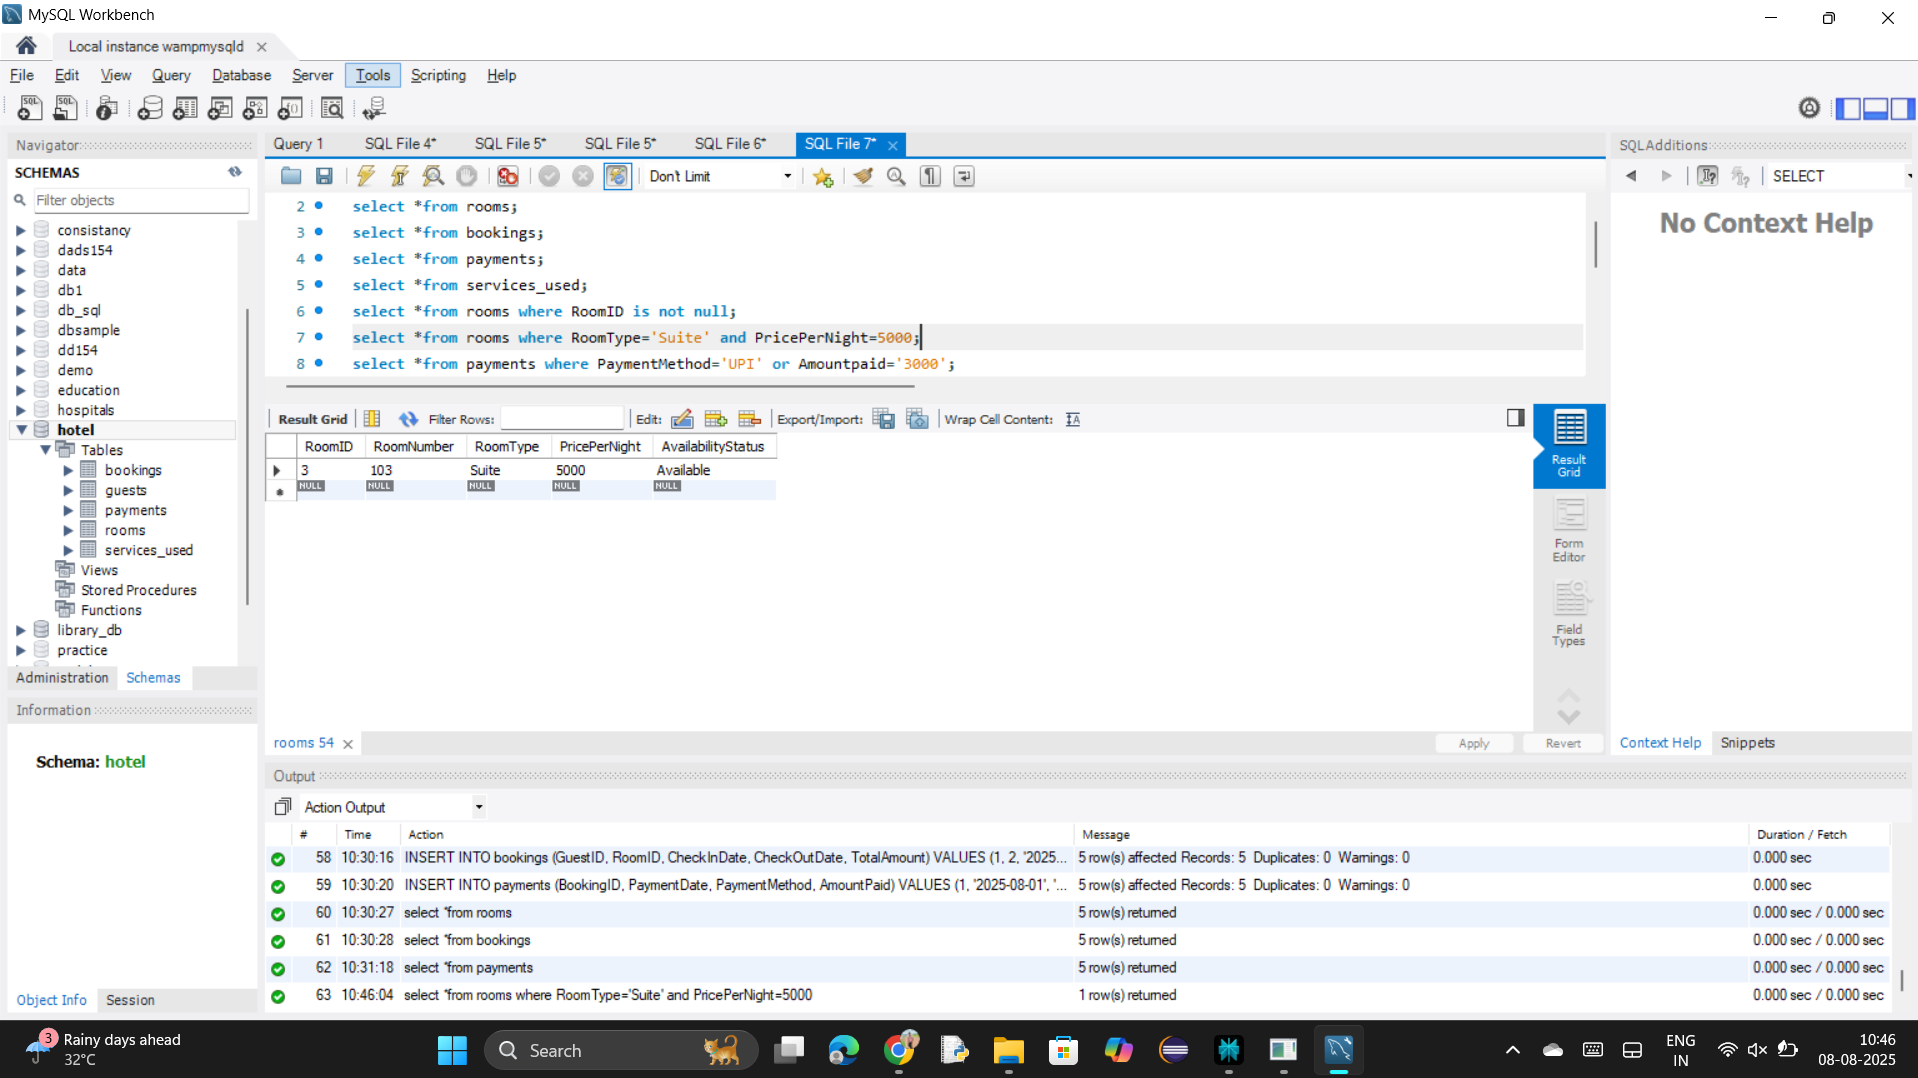 MySQL Workbench
Local instance wampmysqld
File Edit View Query Database Server Tools Scripting Help
Navigator
SCHEMAS
Filter objects
consistancy
dads154
data
db1
db_sql
dbsample
dd154
demo
education
hospitals
hotel
Tables
bookings
guests
payments
rooms
services_used
Views
Stored Procedures
Functions
library_db
practice
Administration Schemas
Information
Schema: hotel
Object Info Session
Query 1 SQL File 4* SQL File 5* SQL File 5* SQL File 6* SQL File 7*
Don't Limit
2 select *from rooms;
3 select *from bookings;
4 select *from payments;
5 select *from services_used;
6 select *from rooms where RoomID is not null;
7 select *from rooms where RoomType='Suite' and PricePerNight=5000;
8 select *from payments where PaymentMethod='UPI' or Amountpaid='3000';
Result Grid Filter Rows: Edit: Export/Import: Wrap Cell Content:
RoomID RoomNumber RoomType PricePerNight AvailabilityStatus
3 103 Suite 5000 Available
NULL NULL NULL NULL NULL
Result
Grid
Form
Editor
Field
Types
rooms 54 Apply Revert
SQLAdditions
SELECT
No Context Help
Context Help Snippets
Output
Action Output
# Time Action Message Duration / Fetch
58 10:30:16 INSERT INTO bookings (GuestID, RoomID, CheckInDate, CheckOutDate, TotalAmount) VALUES (1, 2, '2025... 5 row(s) affected Records: 5 Duplicates: 0 Warnings: 0 0.000 sec
59 10:30:20 INSERT INTO payments (BookingID, PaymentDate, PaymentMethod, AmountPaid) VALUES (1, '2025-08-01', '... 5 row(s) affected Records: 5 Duplicates: 0 Warnings: 0 0.000 sec
60 10:30:27 select *from rooms 5 row(s) returned 0.000 sec / 0.000 sec
61 10:30:28 select *from bookings 5 row(s) returned 0.000 sec / 0.000 sec
62 10:31:18 select *from payments 5 row(s) returned 0.000 sec / 0.000 sec
63 10:46:04 select *from rooms where RoomType='Suite' and PricePerNight=5000 1 row(s) returned 0.000 sec / 0.000 sec
3
Rainy days ahead
32°C
Search
ENG
IN
10:46
08-08-2025